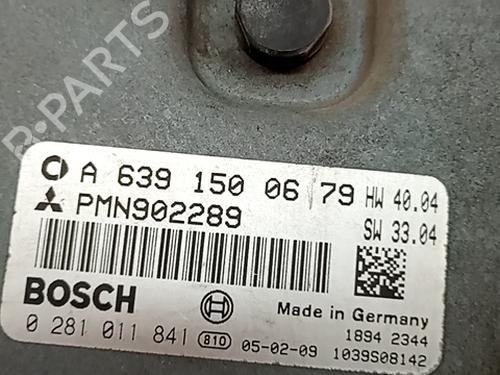 B-PARTS
A 639 150 06 79 HW 40.04
PMN902289 SW 33.04
BOSCH
Made in Germany
0 281 011 841 810 05-02-09
1894 2344
1039S08142